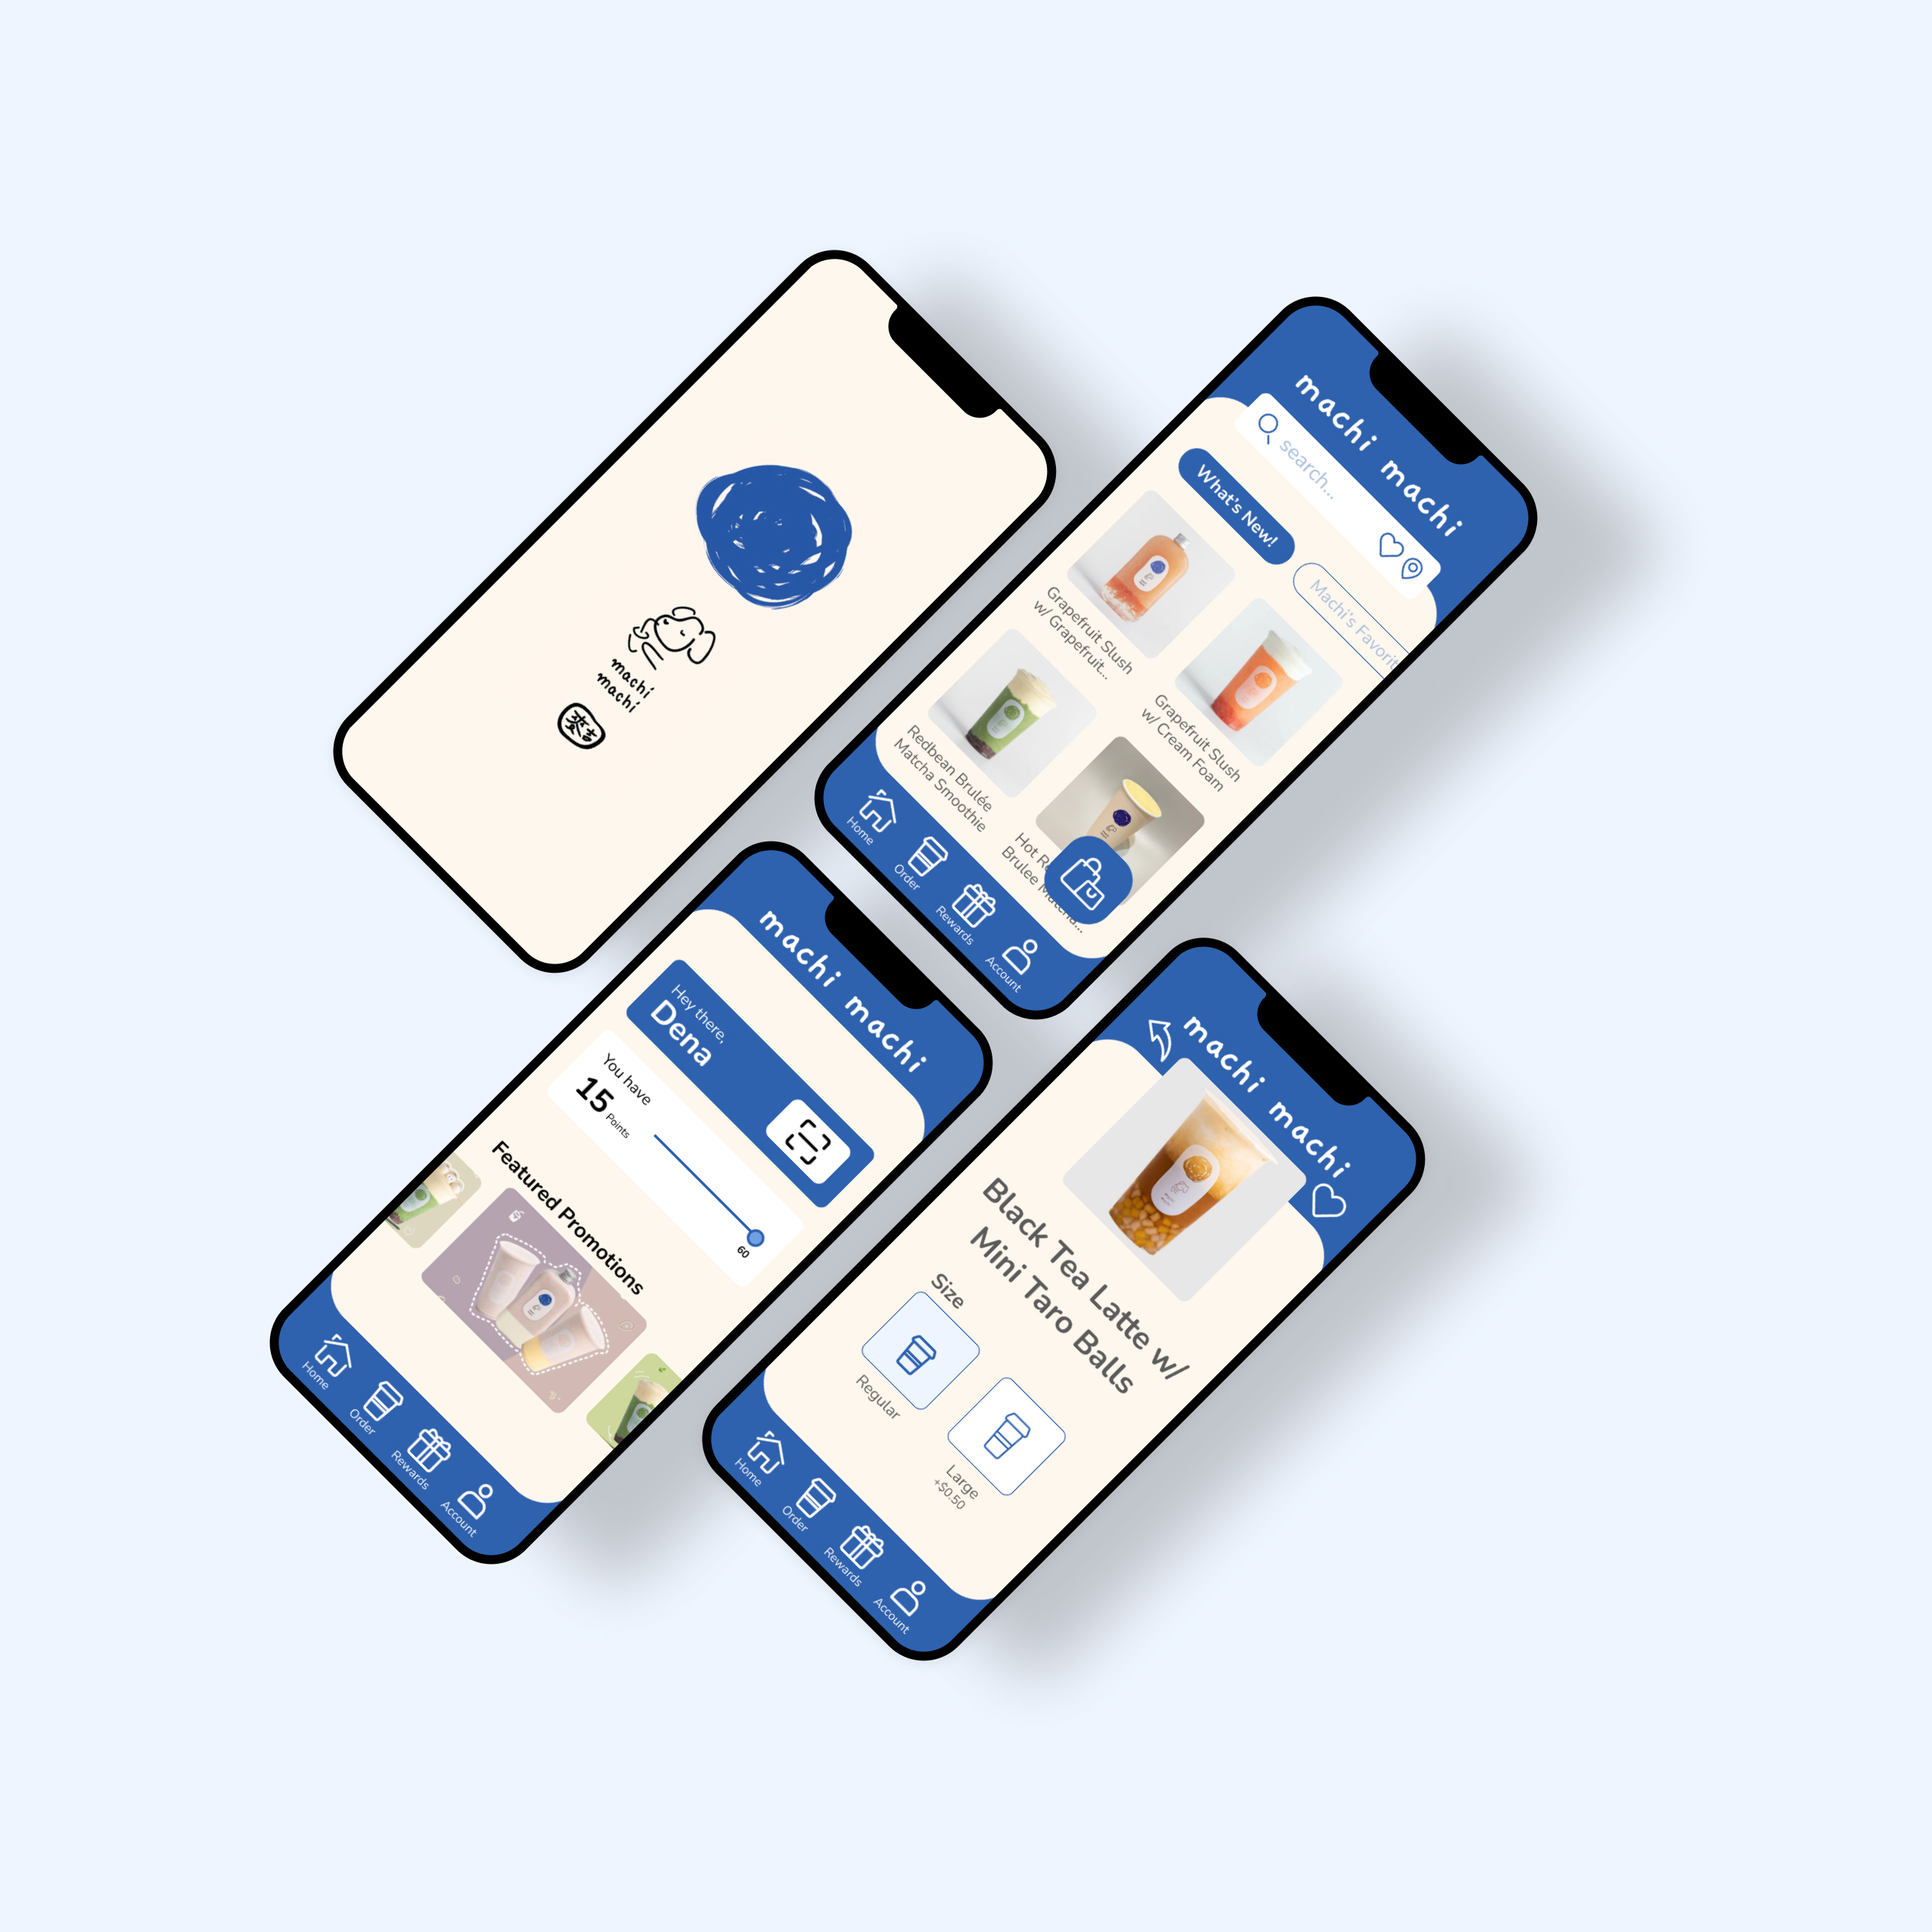 machi
machi
麥吉
machi machi
search...
What's New!
Machi's Favorit
Grapefruit Slush
w/ Grapefruit...
Grapefruit Slush
w/ Cream Foam
Redbean Brulée
Matcha Smoothie
Hot R
Brulee
Home
Order
Rewards
Account
machi machi
Hey there,
Dena
You have
15 Points
60
Featured Promotions
Home
Order
Rewards
Account
machi machi
Black Tea Latte w/
Mini Taro Balls
Size
Regular
Large
+$0.50
Home
Order
Rewards
Account